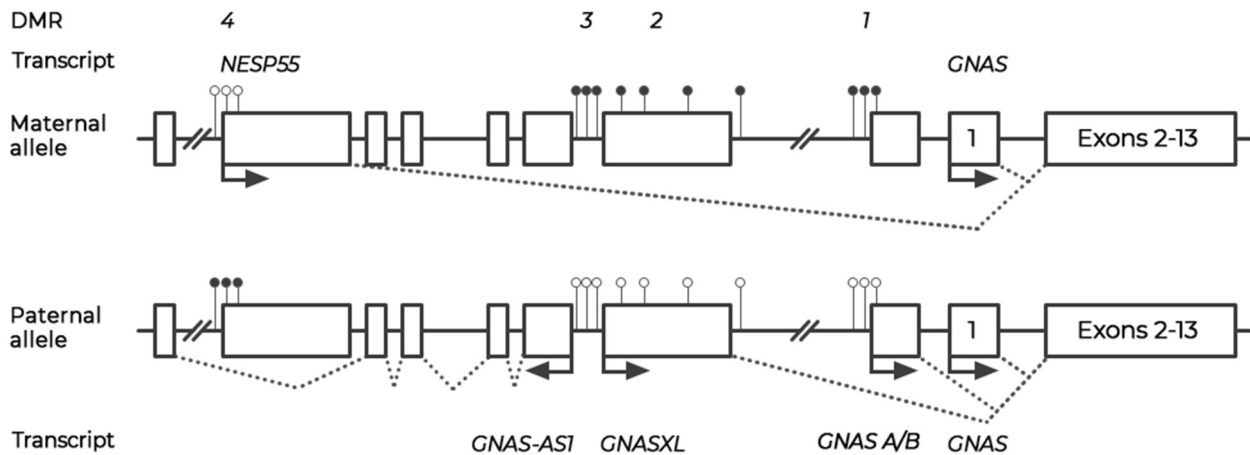 DMR 4 3 2 1
Transcript NESP55 GNAS
Maternal allele 1 Exons 2-13
Paternal allele 1 Exons 2-13
Transcript GNAS-AS1 GNASXL GNAS A/B GNAS